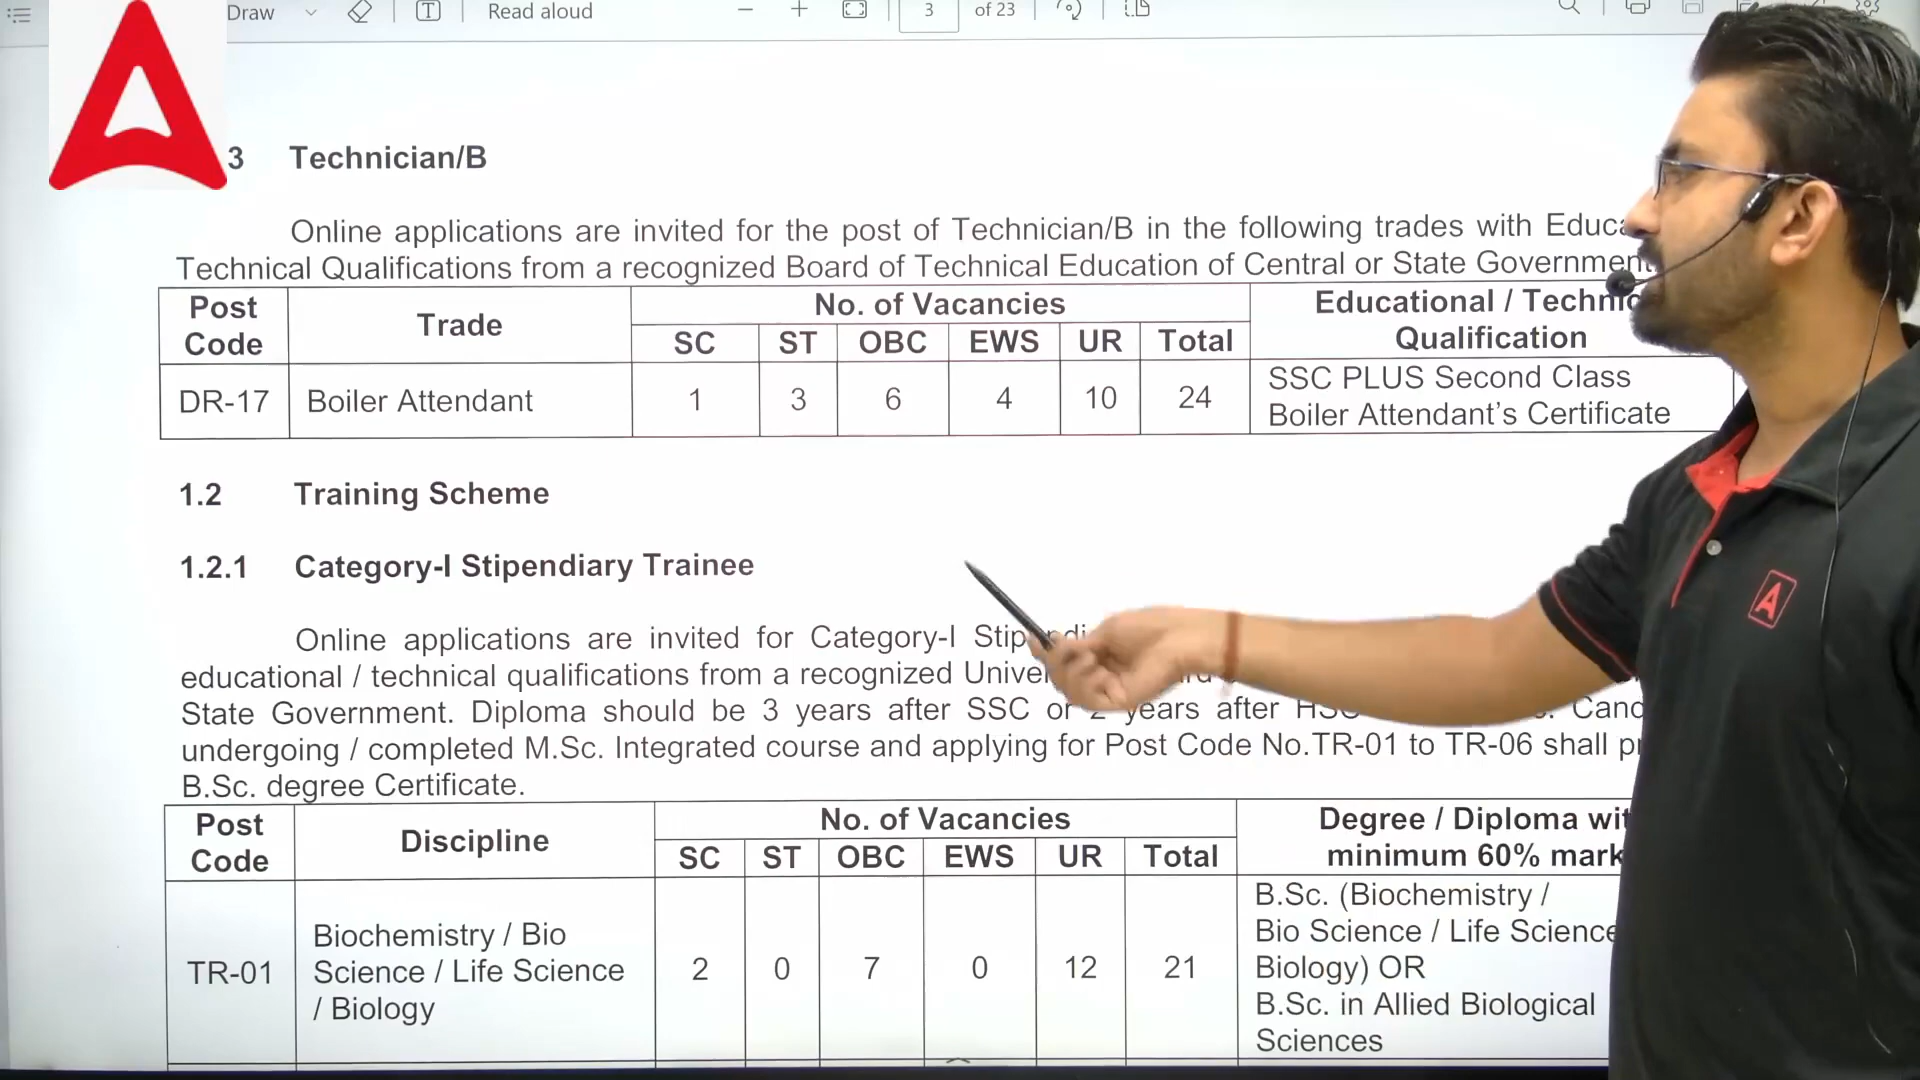 Draw
Read aloud
3
of 23
3 Technician/B
Online applications are invited for the post of Technician/B in the following trades with
Technical Qualifications from a recognized Board of Technical Education of Central or State
Post Code
Trade
No. of Vacancies
Educational /
Qualification
SC ST OBC EWS UR Total
DR-17 Boiler Attendant 1 3 6 4 10 24
SSC PLUS Second Class
Boiler Attendant’s Certificate
1.2 Training Scheme
1.2.1 Category-I Stipendiary Trainee
Online applications are invited for Category-I
educational / technical qualifications from a recognized
State Government. Diploma should be 3 years after SSC or 2 years after
undergoing / completed M.Sc. Integrated course and applying for Post Code No.TR-01 to TR-06 shall
B.Sc. degree Certificate.
Post Code
Discipline
No. of Vacancies
Degree / Diploma
minimum 60%
SC ST OBC EWS UR Total
TR-01
Biochemistry / Bio
Science / Life Science
/ Biology
2 0 7 0 12 21
B.Sc. (Biochemistry /
Bio Science / Life Science
Biology) OR
B.Sc. in Allied Biological
Sciences